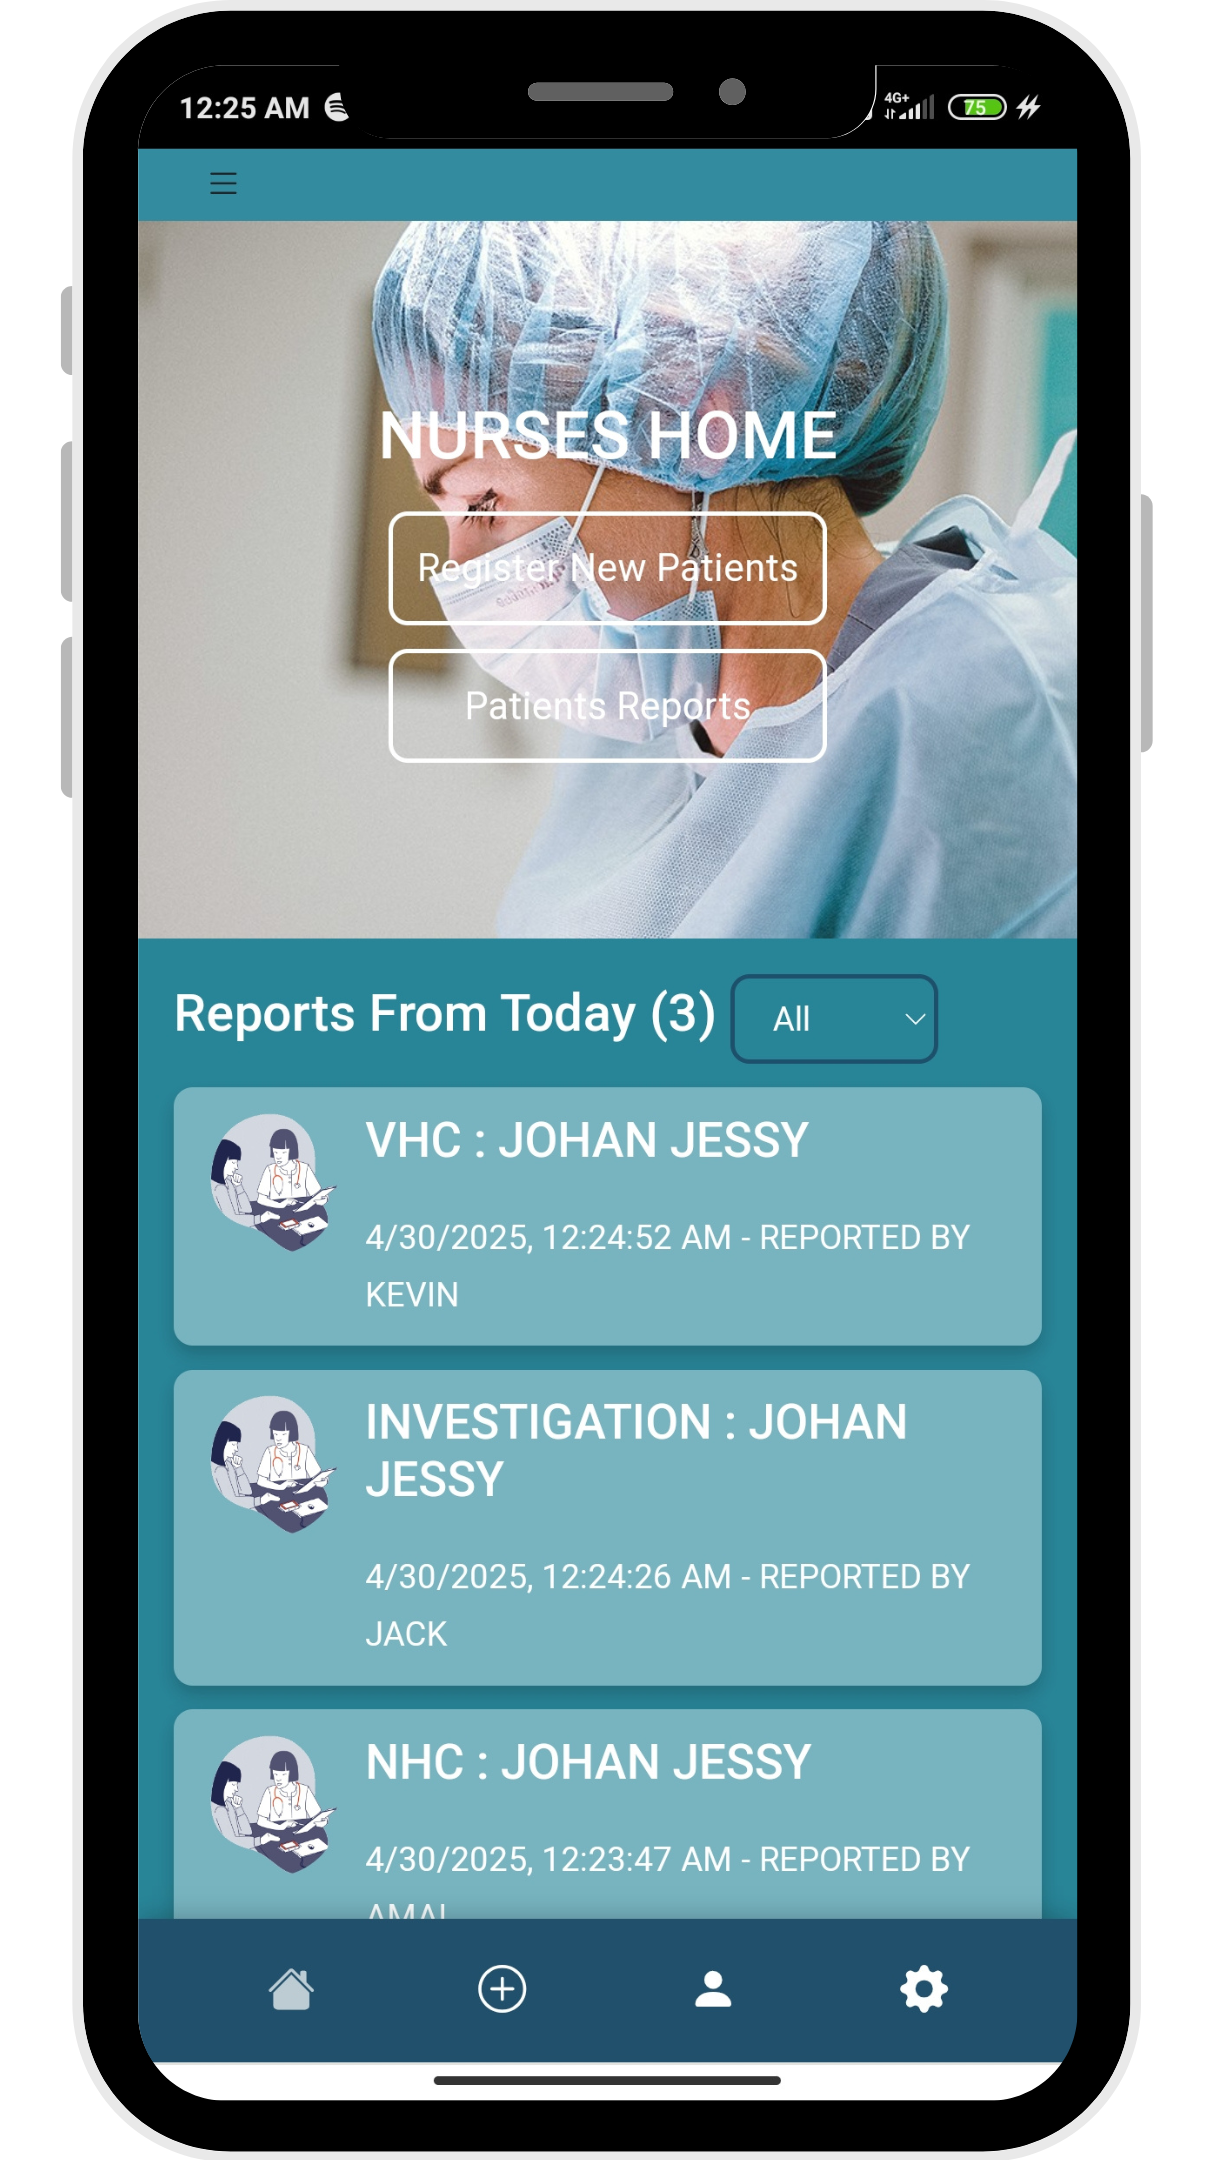 12:25 AM
4G+
75
NURSES HOME
Register New Patients
Patients Reports
Reports From Today (3)
All
VHC : JOHAN JESSY
4/30/2025, 12:24:52 AM - REPORTED BY
KEVIN
INVESTIGATION : JOHAN
JESSY
4/30/2025, 12:24:26 AM - REPORTED BY
JACK
NHC : JOHAN JESSY
4/30/2025, 12:23:47 AM - REPORTED BY